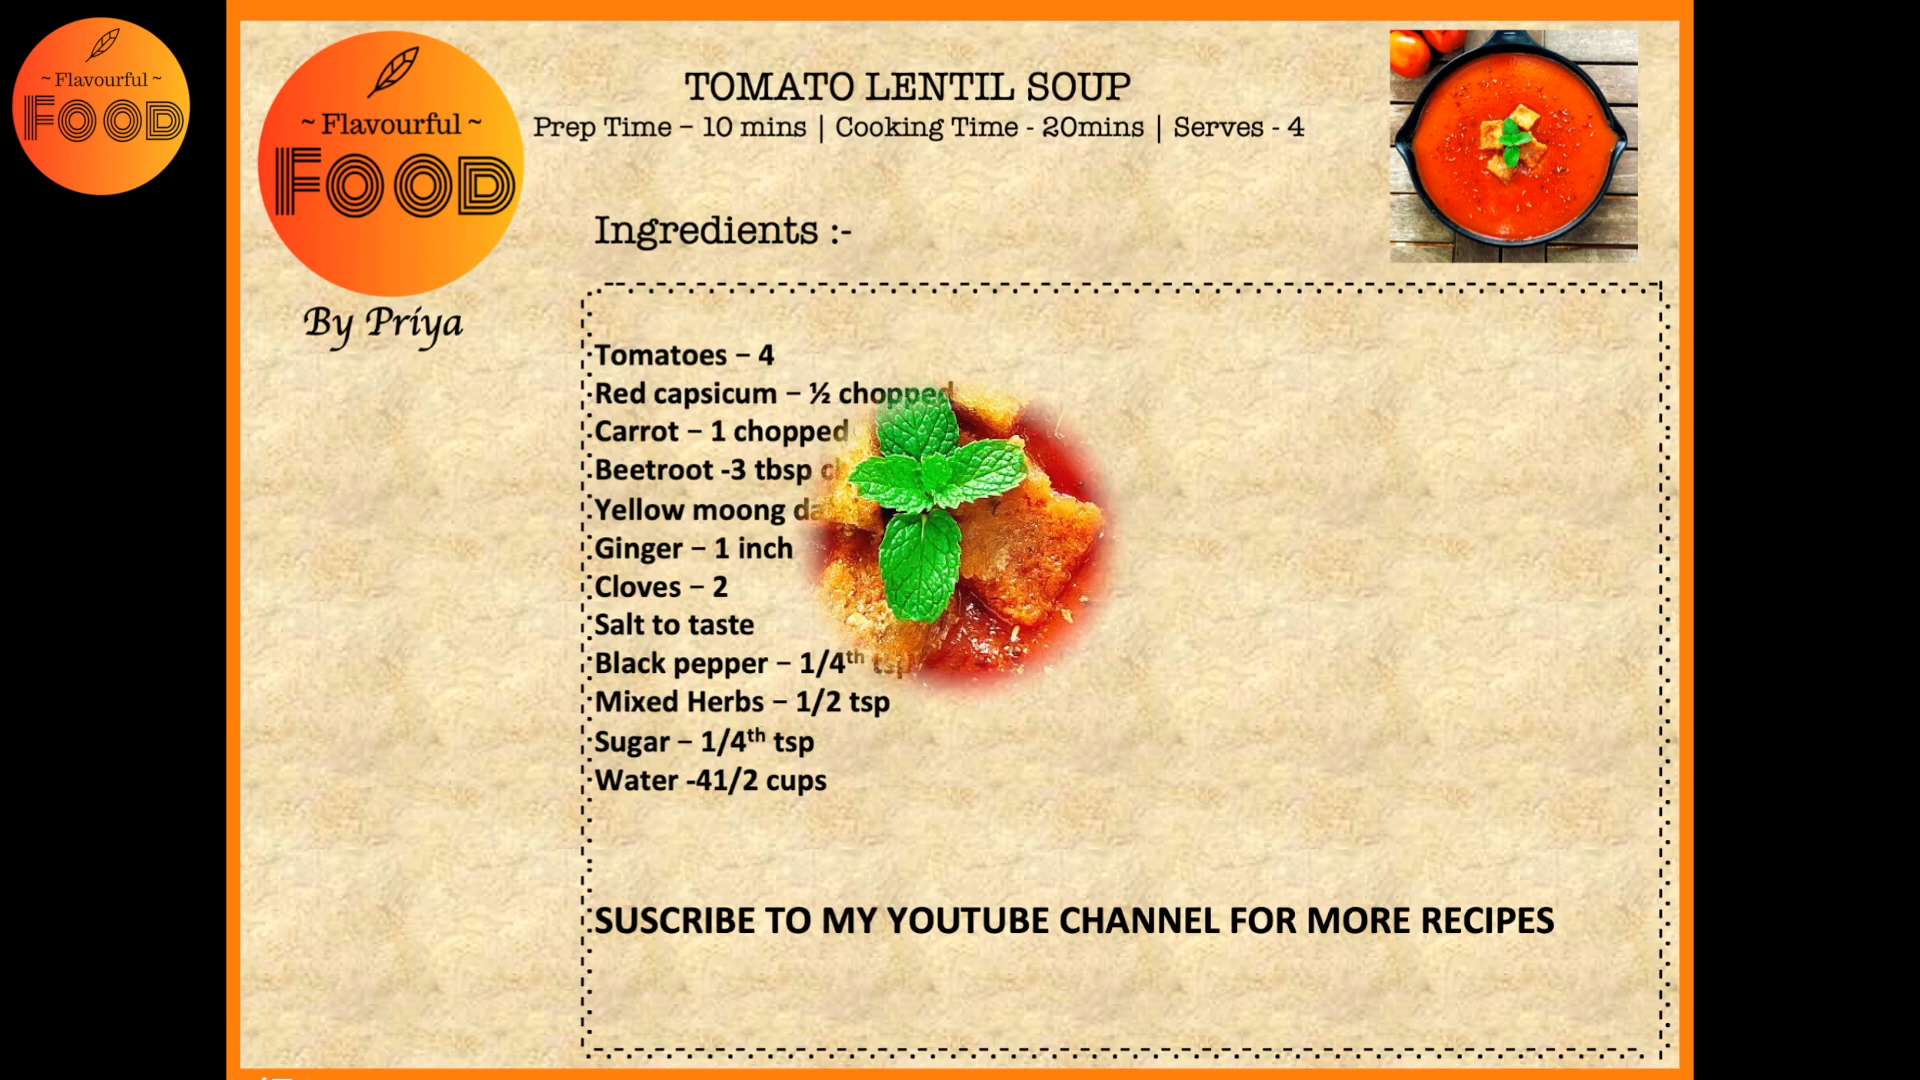 ~ Flavourful ~
FOOD
~ Flavourful ~
FOOD
By Priya
TOMATO LENTIL SOUP
Prep Time – 10 mins | Cooking Time - 20mins | Serves - 4
Ingredients :-
Tomatoes – 4
Red capsicum – ½ chopped
Carrot – 1 chopped
Beetroot -3 tbsp
Yellow moong
Ginger – 1 inch
Cloves – 2
Salt to taste
Black pepper – 1/4th tsp
Mixed Herbs – 1/2 tsp
Sugar – 1/4th tsp
Water -41/2 cups
SUSCRIBE TO MY YOUTUBE CHANNEL FOR MORE RECIPES